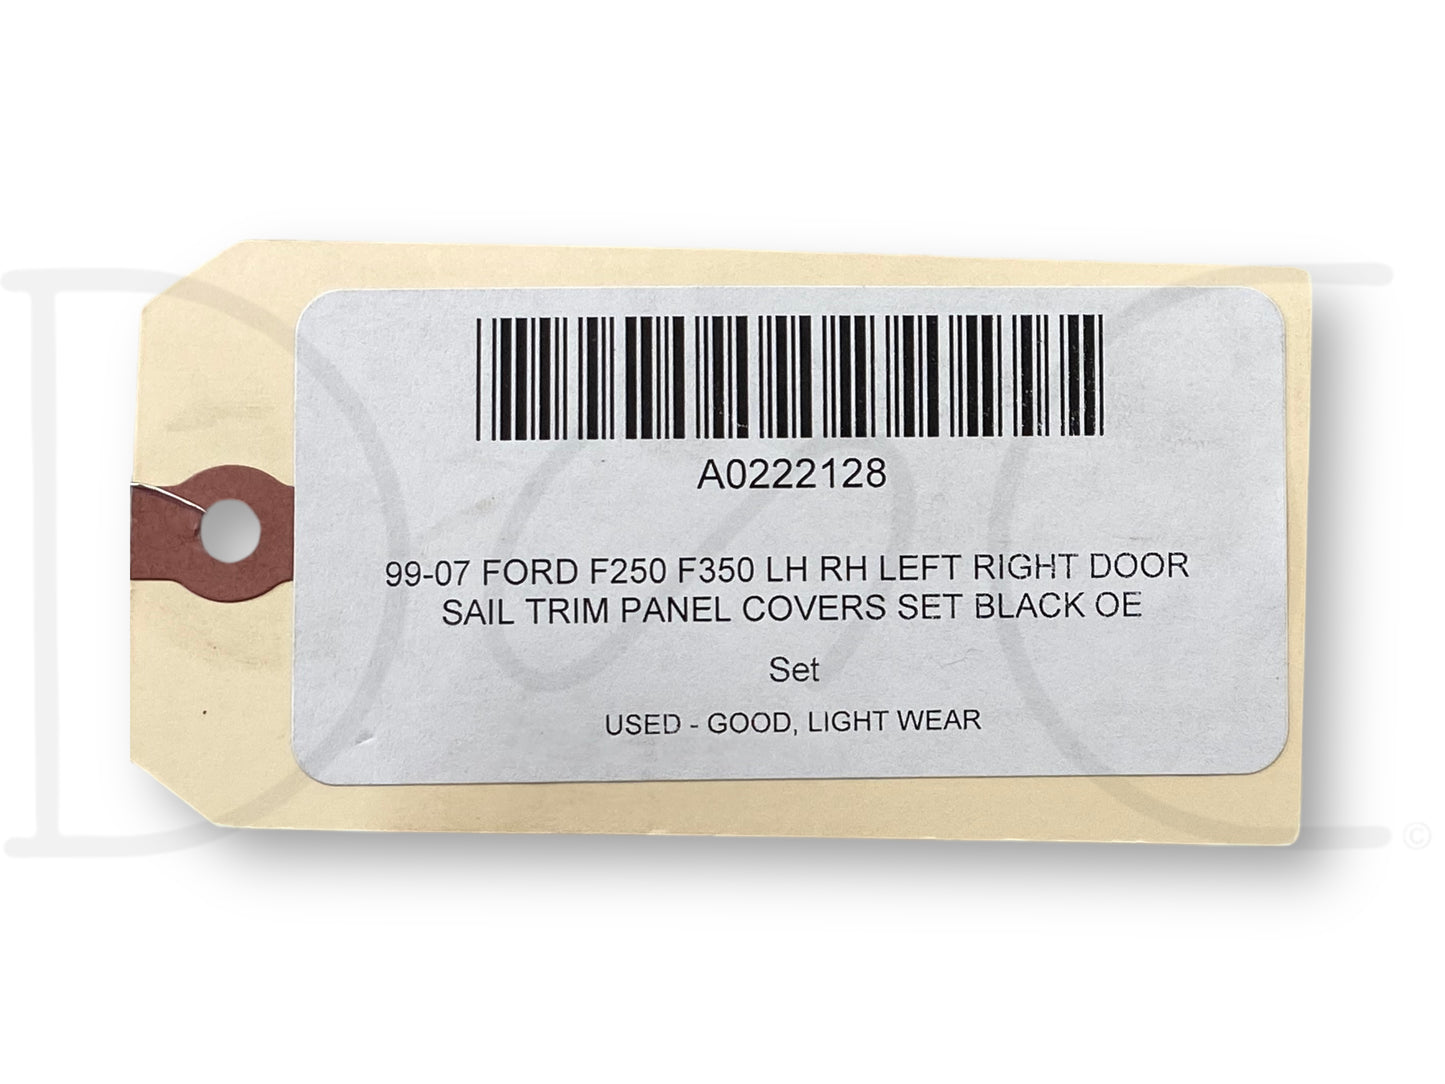 A0222128
99-07 FORD F250 F350 LH RH LEFT RIGHT DOOR
SAIL TRIM PANEL COVERS SET BLACK OE
Set
USED - GOOD, LIGHT WEAR
©